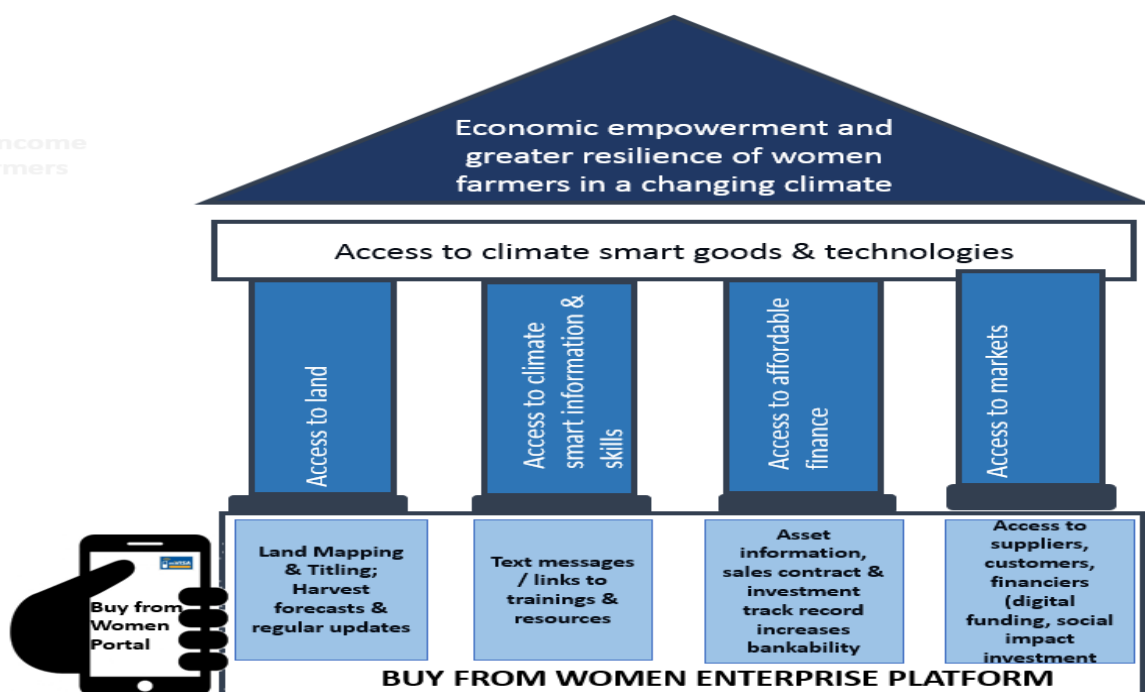 ncome
rmers
Economic empowerment and
greater resilience of women
farmers in a changing climate
Access to climate smart goods & technologies
Access to land
Access to climate
smart information &
skills
Access to affordable
finance
Access to markets
Land Mapping
& Titling;
Harvest
forecasts &
regular updates
Text messages
/ links to
trainings &
resources
Asset
information,
sales contract &
investment
track record
increases
bankability
Access to
suppliers,
customers,
financiers
(digital
funding, social
impact
investment
Buy from
Women
Portal
BUY FROM WOMEN ENTERPRISE PLATFORM